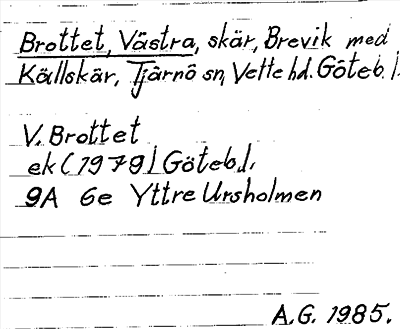 Brottet, Västra, skär, Brevik med
Källskär, Tjärnö sn, Vette hd. Göteb. l.
V. Brottet
ek (1979) Göteb.l.
9A 6e Yttre Ursholmen
A.G. 1985.